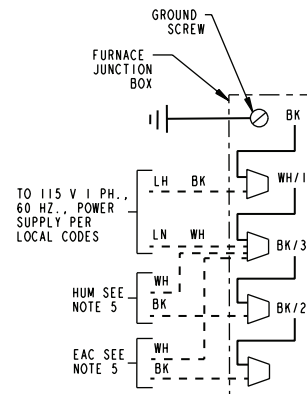 GROUND
SCREW
FURNACE
JUNCTION
BOX
BK
LH BK
WH/1
TO 115 V 1 PH.,
60 HZ., POWER
SUPPLY PER
LOCAL CODES
LN WH
BK/3
WH
HUM SEE
NOTE 5
BK
BK/2
WH
EAC SEE
NOTE 5
BK